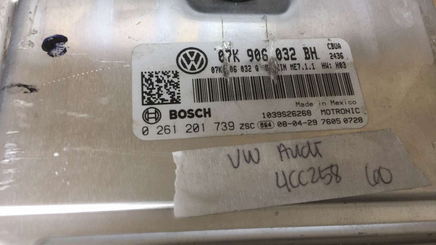 07K 906 032 BH CBUA
07K 906 032 G ME7.1.1 HW: H03 2436
Made in Mexico
BOSCH 1039S26268 MOTRONIC
0 261 201 739 ZSC 08-04-29 7605 0728
VW Audi
4CC258 60